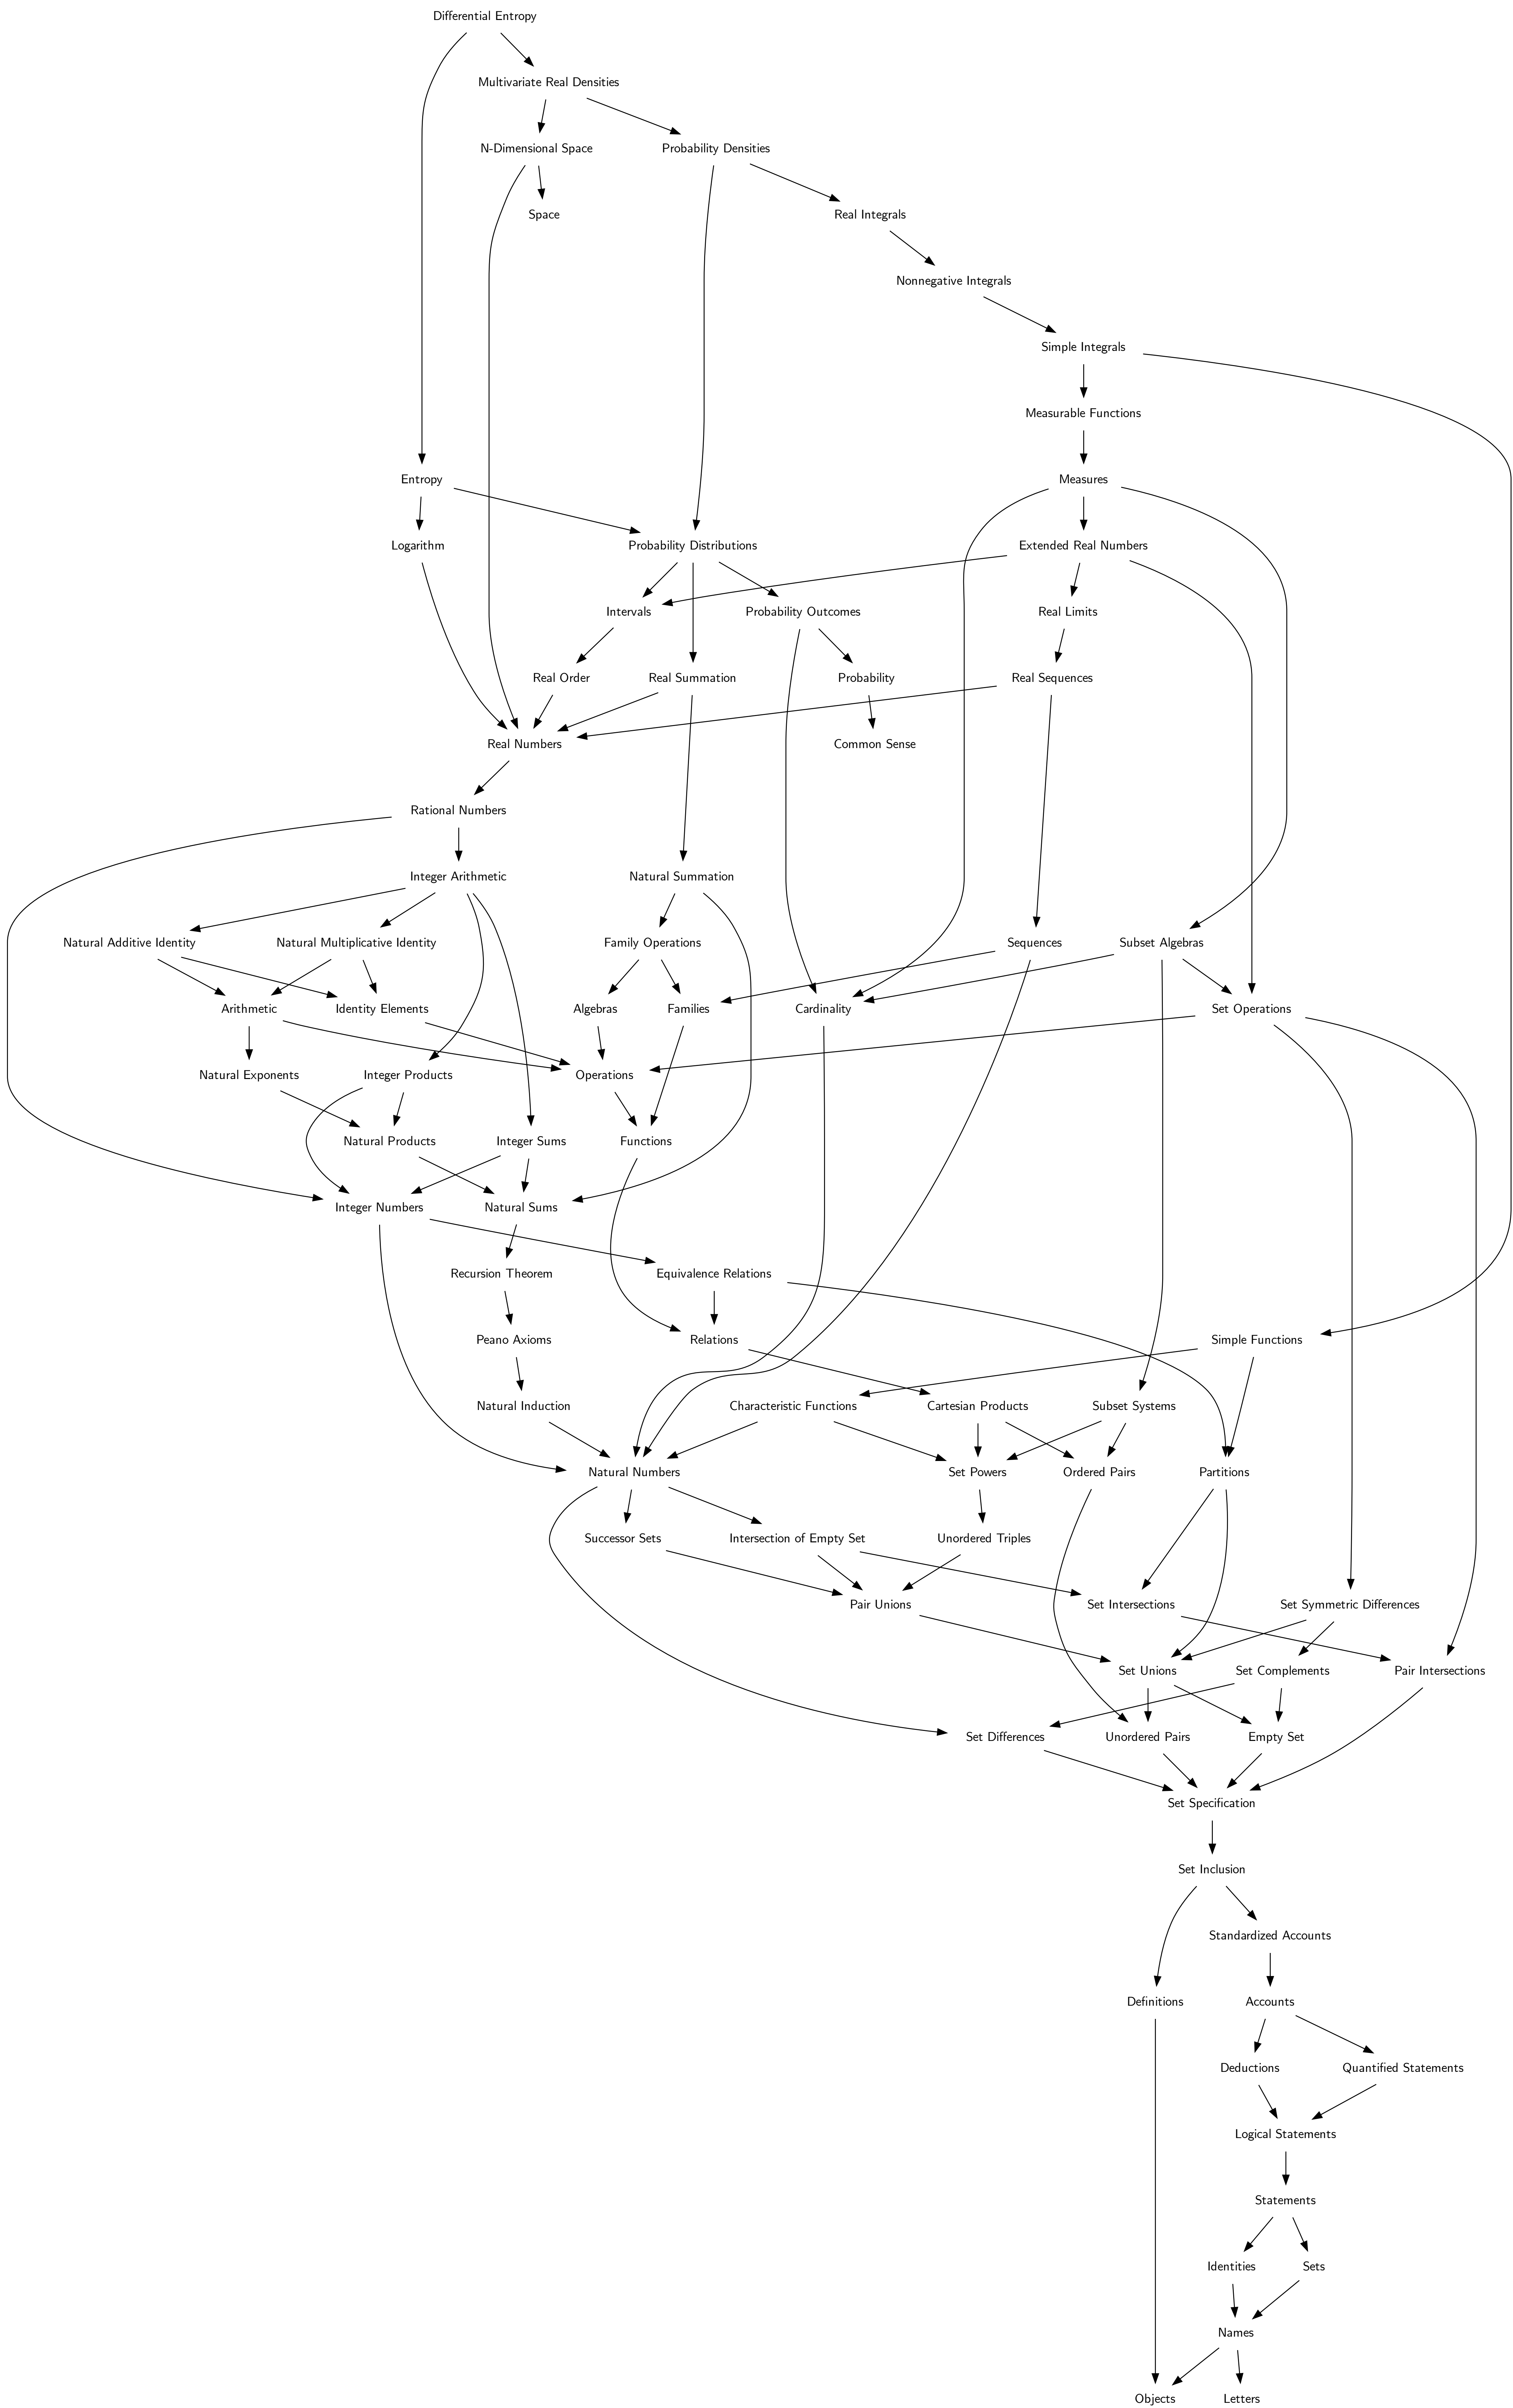 Differential Entropy
Multivariate Real Densities
N-Dimensional Space
Probability Densities
Space
Real Integrals
Nonnegative Integrals
Simple Integrals
Measurable Functions
Entropy
Measures
Logarithm
Probability Distributions
Extended Real Numbers
Intervals
Probability Outcomes
Real Limits
Real Order
Real Summation
Probability
Real Sequences
Real Numbers
Common Sense
Rational Numbers
Integer Arithmetic
Natural Summation
Natural Additive Identity
Natural Multiplicative Identity
Family Operations
Sequences
Subset Algebras
Arithmetic
Identity Elements
Algebras
Families
Cardinality
Set Operations
Natural Exponents
Integer Products
Operations
Natural Products
Integer Sums
Functions
Integer Numbers
Natural Sums
Recursion Theorem
Equivalence Relations
Peano Axioms
Relations
Simple Functions
Natural Induction
Characteristic Functions
Cartesian Products
Subset Systems
Natural Numbers
Set Powers
Ordered Pairs
Partitions
Successor Sets
Intersection of Empty Set
Unordered Triples
Pair Unions
Set Intersections
Set Symmetric Differences
Set Unions
Set Complements
Pair Intersections
Set Differences
Unordered Pairs
Empty Set
Set Specification
Set Inclusion
Standardized Accounts
Definitions
Accounts
Deductions
Quantified Statements
Logical Statements
Statements
Identities
Sets
Names
Objects
Letters